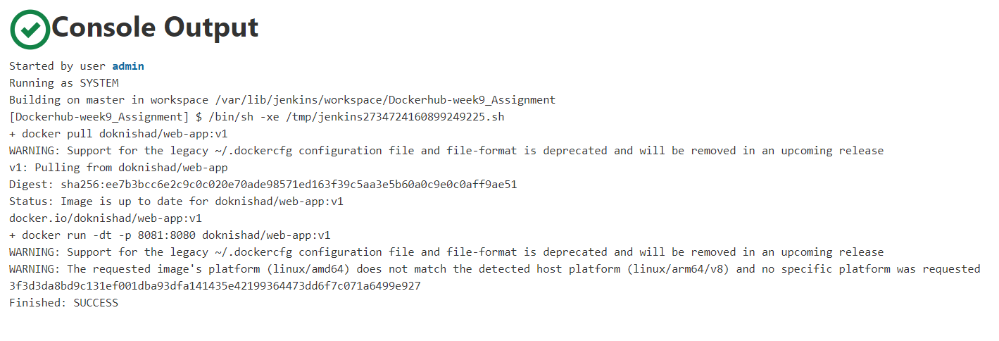 Console Output
Started by user admin
Running as SYSTEM
Building on master in workspace /var/lib/jenkins/workspace/Dockerhub-week9_Assignment
[Dockerhub-week9_Assignment] $ /bin/sh -xe /tmp/jenkins2734724160899249225.sh
+ docker pull doknishad/web-app:v1
WARNING: Support for the legacy ~/.dockercfg configuration file and file-format is deprecated and will be removed in an upcoming release
v1: Pulling from doknishad/web-app
Digest: sha256:ee7b3bcc6e2c9c0c020e70ade98571ed163f39c5aa3e5b60a0c9e0c0aff9ae51
Status: Image is up to date for doknishad/web-app:v1
docker.io/doknishad/web-app:v1
+ docker run -dt -p 8081:8080 doknishad/web-app:v1
WARNING: Support for the legacy ~/.dockercfg configuration file and file-format is deprecated and will be removed in an upcoming release
WARNING: The requested image's platform (linux/amd64) does not match the detected host platform (linux/arm64/v8) and no specific platform was requested
3f3d3da8bd9c131ef001dba93dfa141435e42199364473dd6f7c071a6499e927
Finished: SUCCESS